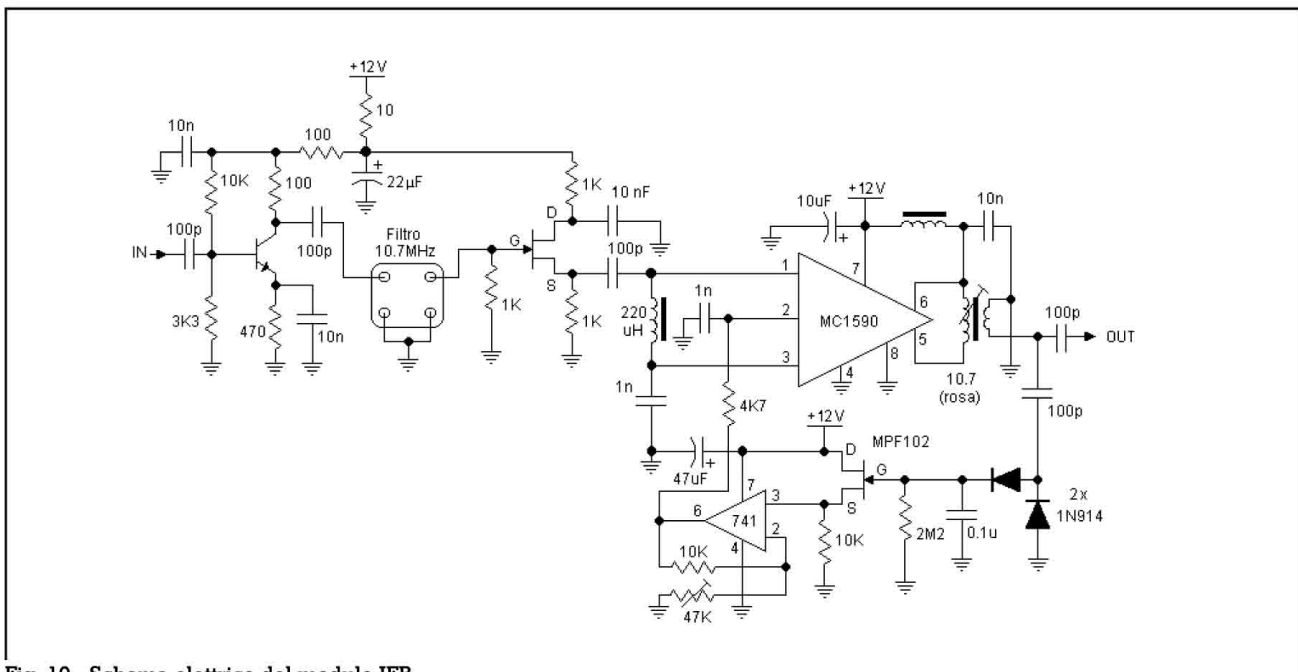 +12V
10
10n
100
10K
100
22µF
+
1K
10 nF
100p
IN
100p
Filtro
10.7MHz
G
D
S
100p
1K
1K
3K3
470
10n
+12V
10uF
+
10n
7
1
2
3
MC1590
6
5
8
4
220
uH
1n
1n
4K7
10.7
(rosa)
100p
OUT
100p
+12V
MPF102
D
G
S
47uF
+
7
3
2
6
741
4
10K
47K
10K
2M2
0.1u
2x
1N914
Fig. 10 - Schema elettrico del modulo IFB